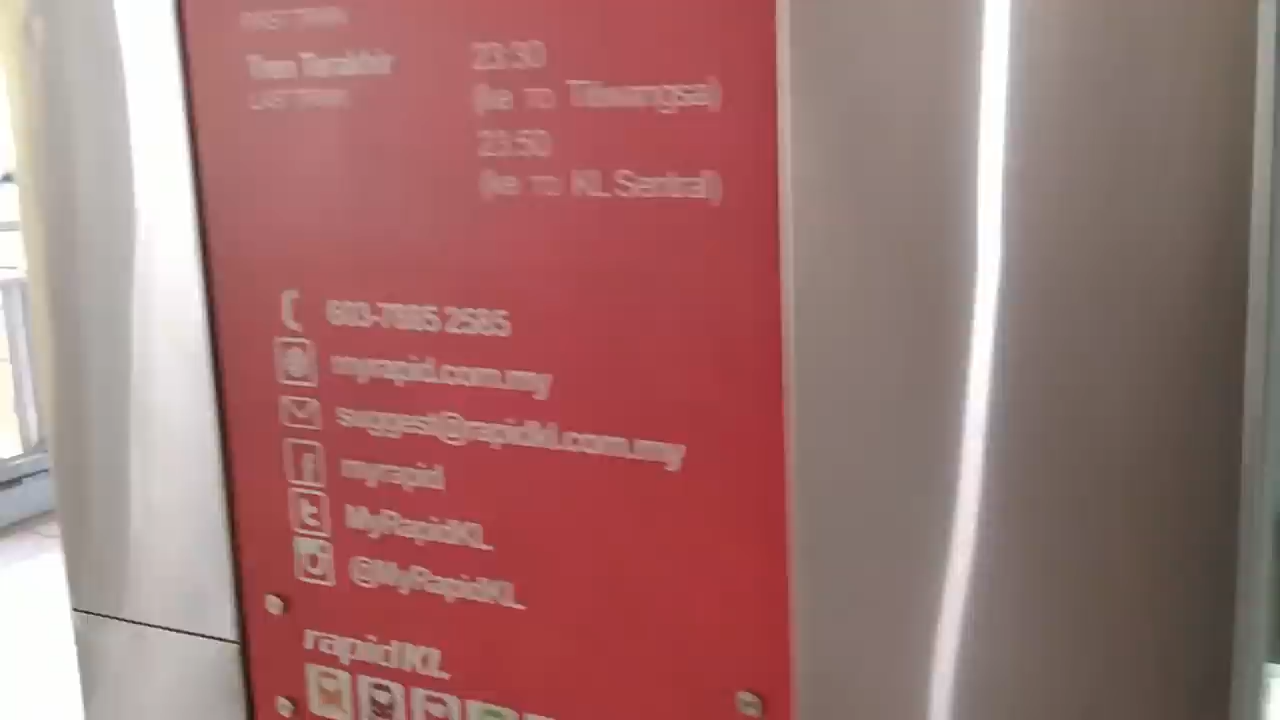 Tren Terakhir 23:30
LAST TRAIN (ke TO Titiwangsa)
23:50
(ke TO KL Sentral)
603-7885 2585
myrapid.com.my
suggest@rapidkl.com.my
myrapid
MyRapidKL
@MyRapidKL
rapidKL